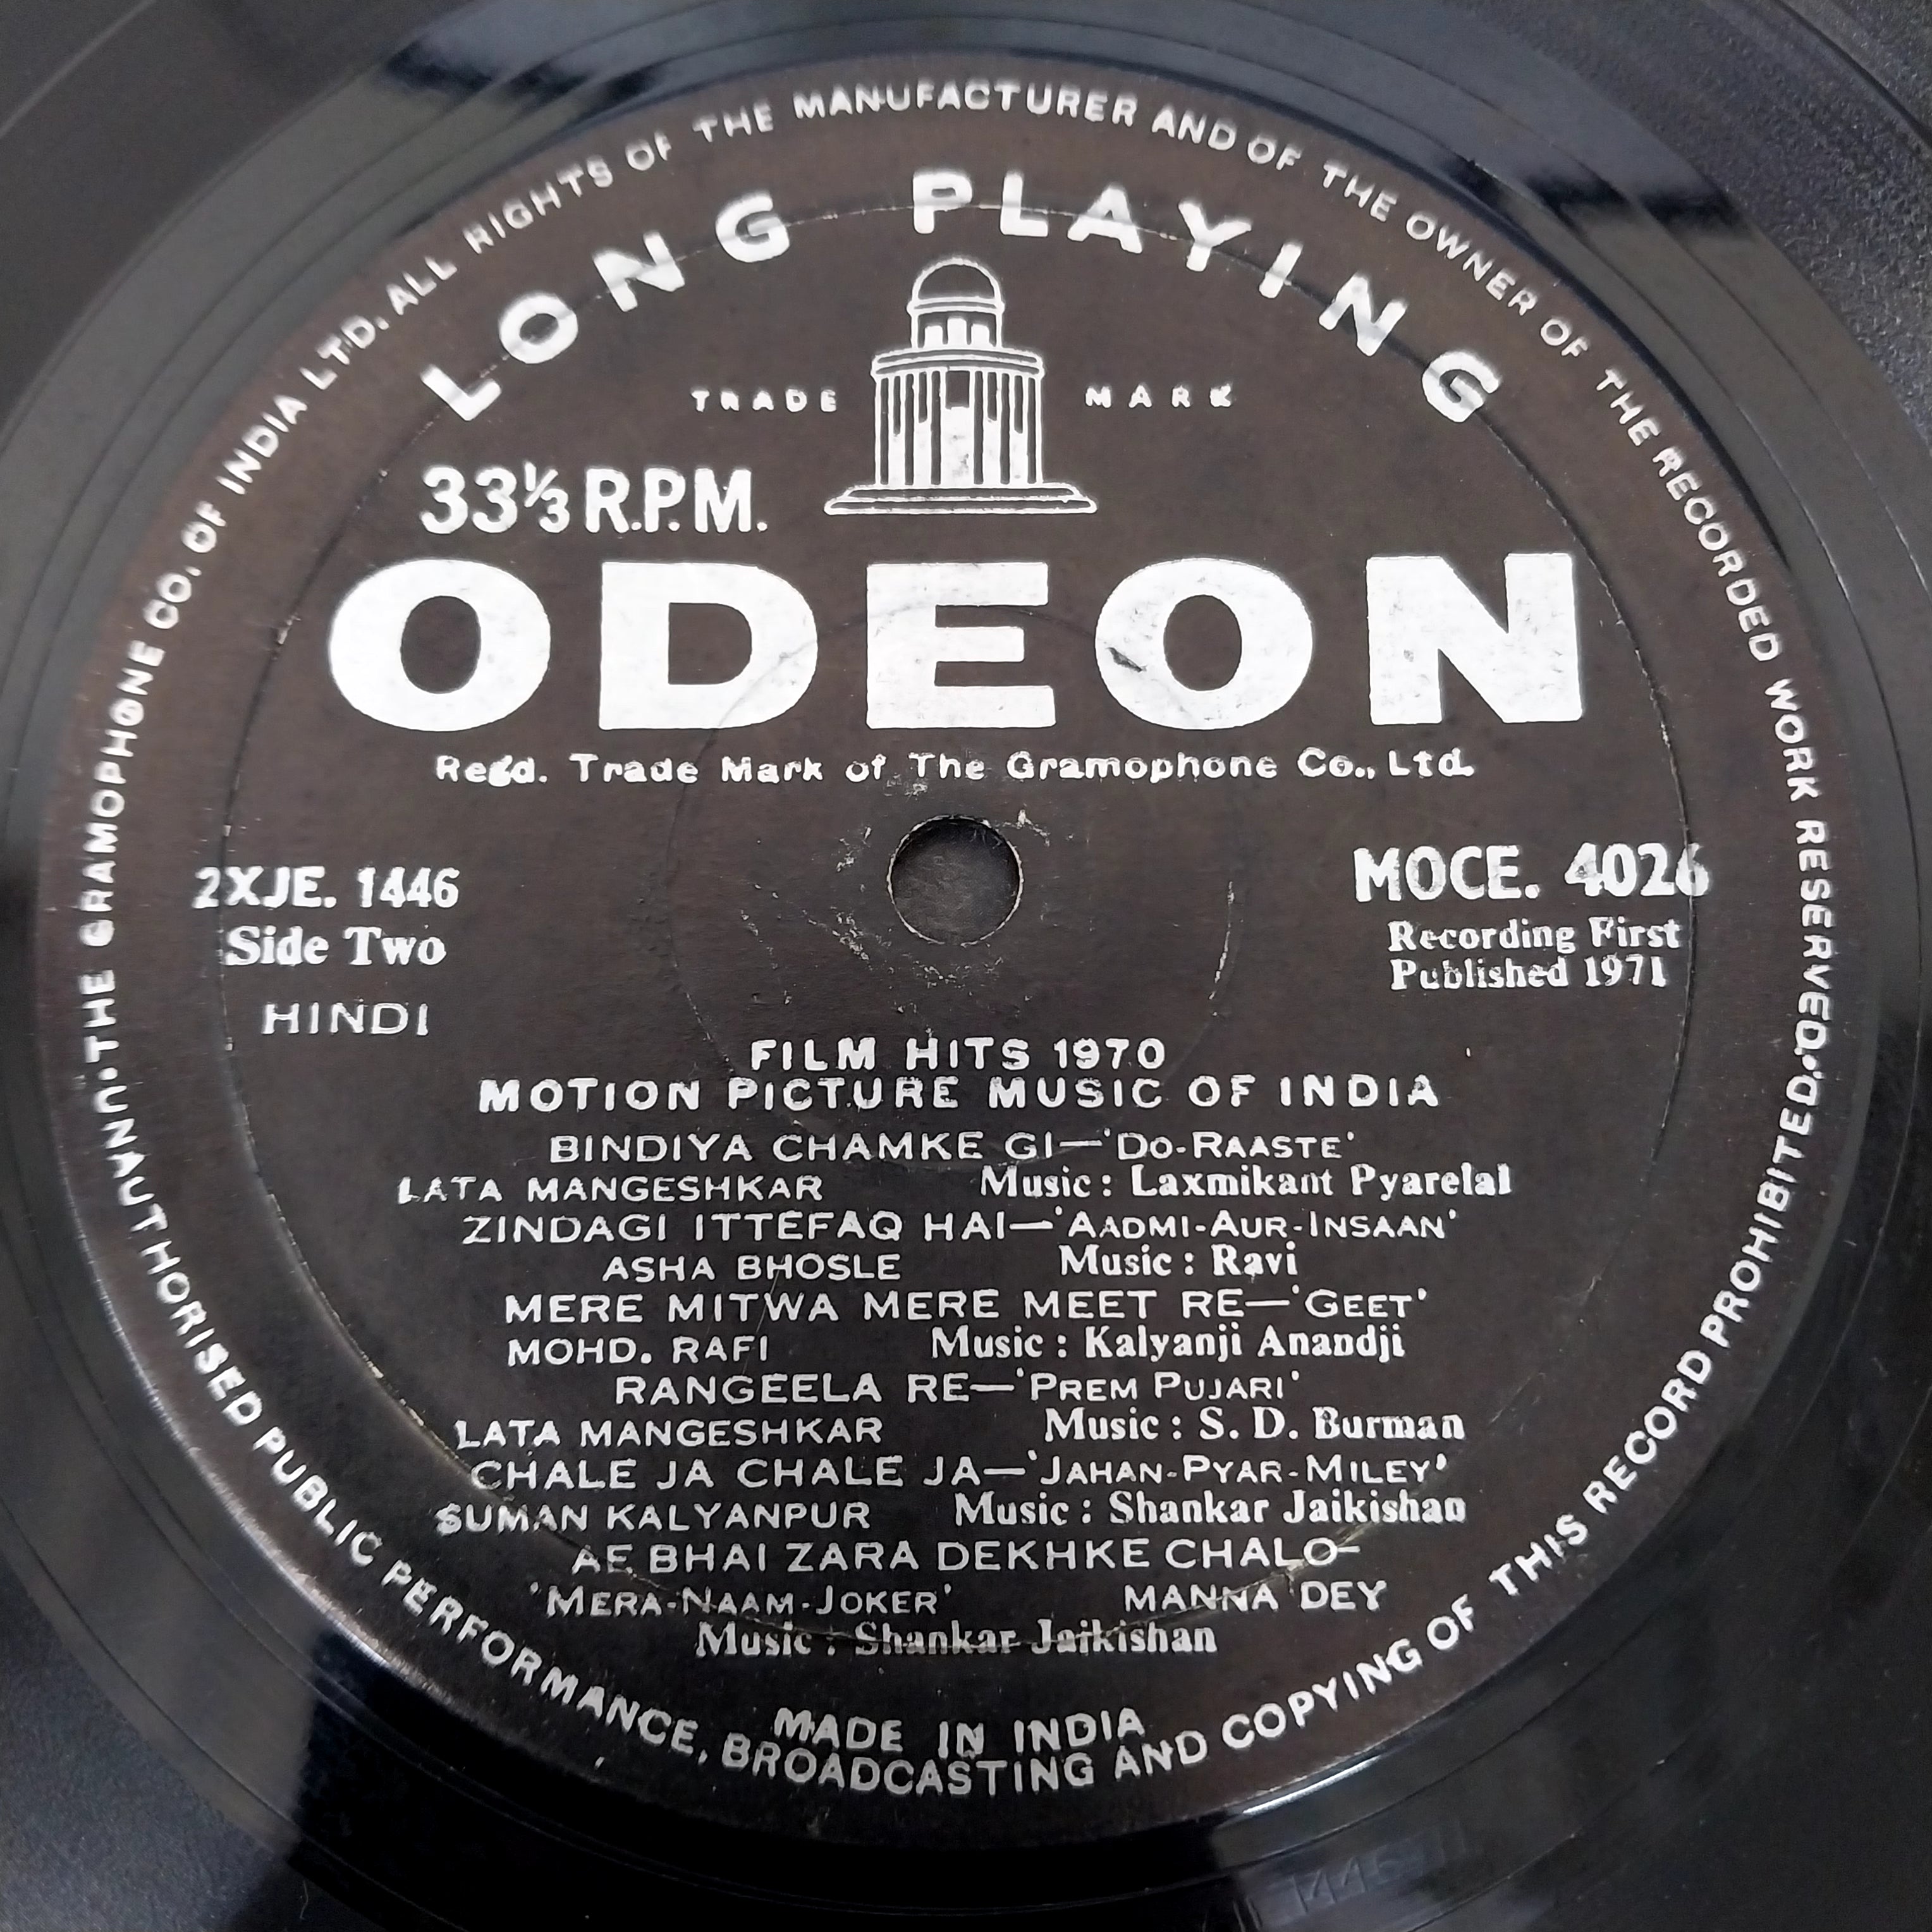 THE GRAMOPHONE CO. OF INDIA LTD. ALL RIGHTS OF THE MANUFACTURER AND OF THE OWNER OF THE RECORDED WORK RESERVED.
UNAUTHORISED PUBLIC PERFORMANCE, BROADCASTING AND COPYING OF THIS RECORD PROHIBITED.
LONG PLAYING
TRADE MARK
33⅓ R.P.M.
ODEON
Regd. Trade Mark of The Gramophone Co., Ltd.
2XJE. 1446
Side Two
HINDI
MOCE. 4026
Recording First
Published 1971
FILM HITS 1970
MOTION PICTURE MUSIC OF INDIA
BINDIYA CHAMKE GI—'DO-RAASTE'
LATA MANGESHKAR Music : Laxmikant Pyarelal
ZINDAGI ITTEFAQ HAI—'AADMI-AUR-INSAAN'
ASHA BHOSLE Music : Ravi
MERE MITWA MERE MEET RE—'GEET'
MOHD. RAFI Music : Kalyanji Anandji
RANGEELA RE—'PREM PUJARI'
LATA MANGESHKAR Music : S. D. Burman
CHALE JA CHALE JA—'JAHAN-PYAR-MILEY'
SUMAN KALYANPUR Music : Shankar Jaikishan
AE BHAI ZARA DEKHKE CHALO—
'MERA-NAAM-JOKER' MANNA DEY
Music : Shankar Jaikishan
MADE IN INDIA